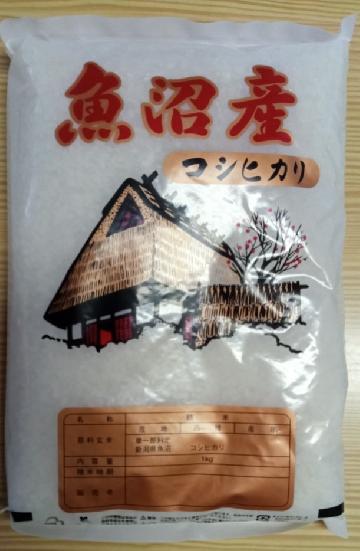 魚沼産
コシヒカリ
名称 精米
原料玄米 産地 品種 産年
単一原料米
新潟県魚沼 コシヒカリ
内容量 1kg
精米時期
販売者